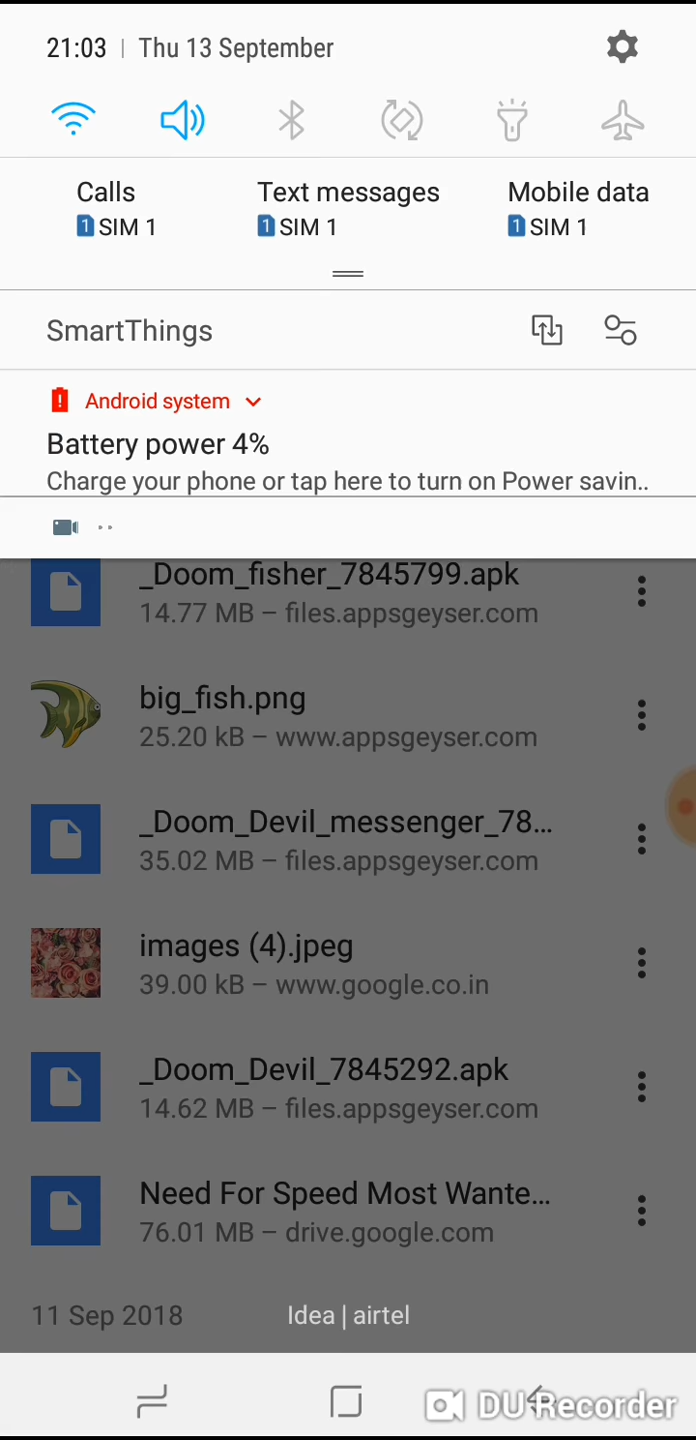 21:03 | Thu 13 September
Calls
1 SIM 1
Text messages
1 SIM 1
Mobile data
1 SIM 1
SmartThings
Android system
Battery power 4%
Charge your phone or tap here to turn on Power savin..
_Doom_fisher_7845799.apk
14.77 MB – files.appsgeyser.com
big_fish.png
25.20 kB – www.appsgeyser.com
_Doom_Devil_messenger_78...
35.02 MB – files.appsgeyser.com
images (4).jpeg
39.00 kB – www.google.co.in
_Doom_Devil_7845292.apk
14.62 MB – files.appsgeyser.com
Need For Speed Most Wante...
76.01 MB – drive.google.com
11 Sep 2018
Idea | airtel
DU Recorder